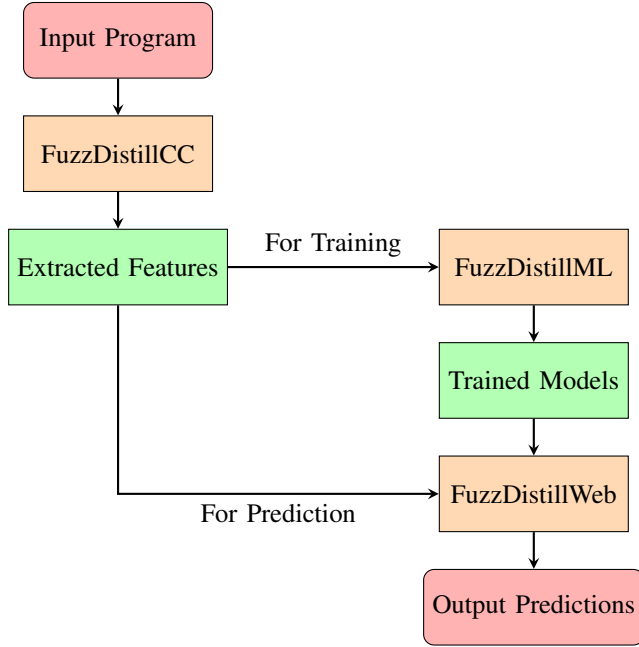 Input Program
FuzzDistillCC
Extracted Features
For Training
FuzzDistillML
Trained Models
FuzzDistillWeb
For Prediction
Output Predictions